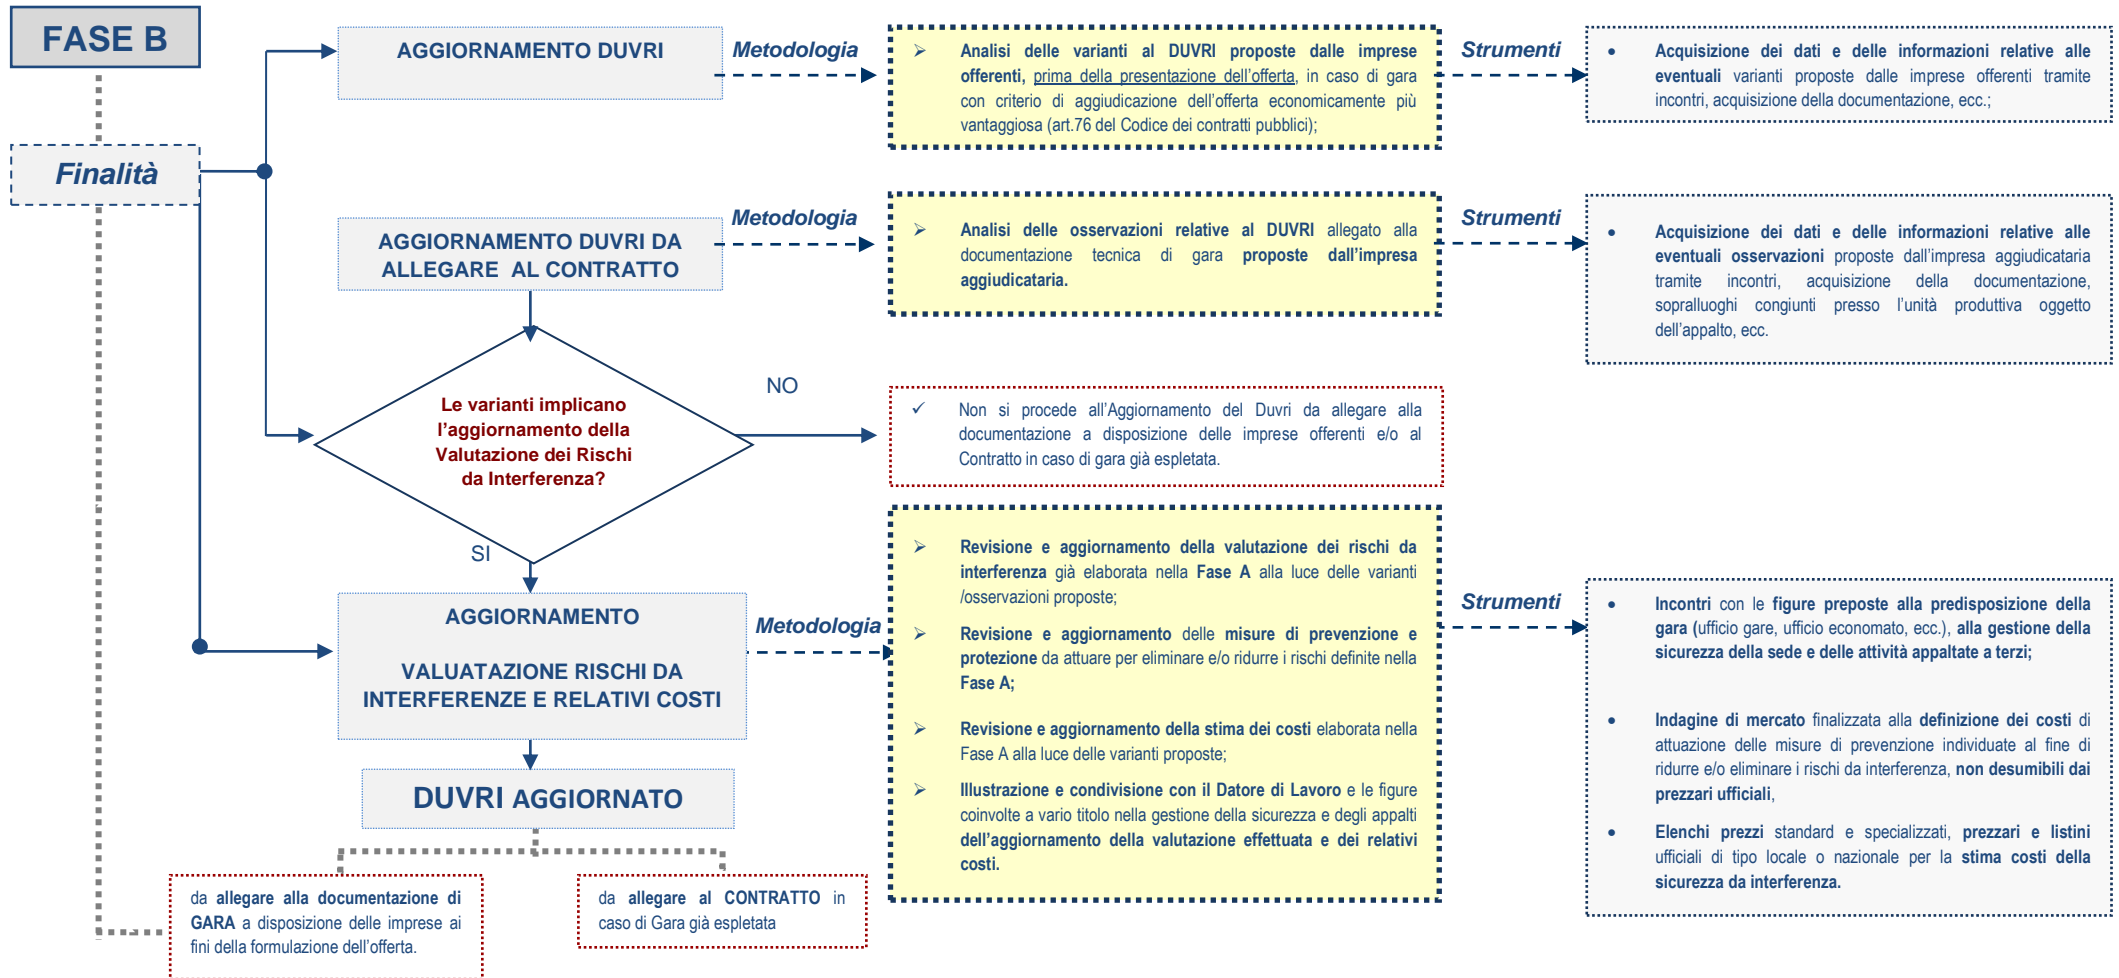 FASE B
Finalità
AGGIORNAMENTO DUVRI
Metodologia
➢ Analisi delle varianti al DUVRI proposte dalle imprese
offerenti, prima della presentazione dell'offerta, in caso di gara
con criterio di aggiudicazione dell'offerta economicamente più
vantaggiosa (art.76 del Codice dei contratti pubblici);
Strumenti
• Acquisizione dei dati e delle informazioni relative alle
eventuali varianti proposte dalle imprese offerenti tramite
incontri, acquisizione della documentazione, ecc.;
AGGIORNAMENTO DUVRI DA
ALLEGARE AL CONTRATTO
Metodologia
➢ Analisi delle osservazioni relative al DUVRI allegato alla
documentazione tecnica di gara proposte dall'impresa
aggiudicataria.
Strumenti
• Acquisizione dei dati e delle informazioni relative alle
eventuali osservazioni proposte dall'impresa aggiudicataria
tramite incontri, acquisizione della documentazione,
sopralluoghi congiunti presso l'unità produttiva oggetto
dell'appalto, ecc.
Le varianti implicano
l'aggiornamento della
Valutazione dei Rischi
da Interferenza?
NO
✓ Non si procede all'Aggiornamento del Duvri da allegare alla
documentazione a disposizione delle imprese offerenti e/o al
Contratto in caso di gara già espletata.
SI
AGGIORNAMENTO
VALUATAZIONE RISCHI DA
INTERFERENZE E RELATIVI COSTI
Metodologia
➢ Revisione e aggiornamento della valutazione dei rischi da
interferenza già elaborata nella Fase A alla luce delle varianti
/osservazioni proposte;
➢ Revisione e aggiornamento delle misure di prevenzione e
protezione da attuare per eliminare e/o ridurre i rischi definite nella
Fase A;
➢ Revisione e aggiornamento della stima dei costi elaborata nella
Fase A alla luce delle varianti proposte;
➢ Illustrazione e condivisione con il Datore di Lavoro e le figure
coinvolte a vario titolo nella gestione della sicurezza e degli appalti
dell'aggiornamento della valutazione effettuata e dei relativi
costi.
Strumenti
• Incontri con le figure preposte alla predisposizione della
gara (ufficio gare, ufficio economato, ecc.), alla gestione della
sicurezza della sede e delle attività appaltate a terzi;
• Indagine di mercato finalizzata alla definizione dei costi di
attuazione delle misure di prevenzione individuate al fine di
ridurre e/o eliminare i rischi da interferenza, non desumibili dai
prezzari ufficiali,
• Elenchi prezzi standard e specializzati, prezzari e listini
ufficiali di tipo locale o nazionale per la stima costi della
sicurezza da interferenza.
DUVRI AGGIORNATO
da allegare alla documentazione di
GARA a disposizione delle imprese ai
fini della formulazione dell'offerta.
da allegare al CONTRATTO in
caso di Gara già espletata